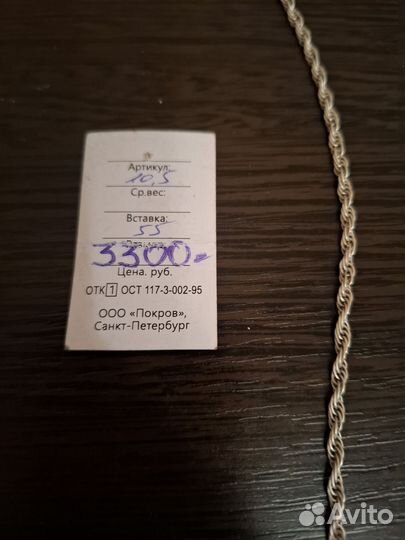 Артикул:
10,5
Ср.вес:
Вставка:
55
3300
Цена. руб.
ОТК 1 ОСТ 117-3-002-95
ООО «Покров»,
Санкт-Петербург
Avito